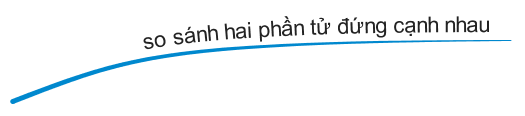 so sánh hai phần tử đứng cạnh nhau